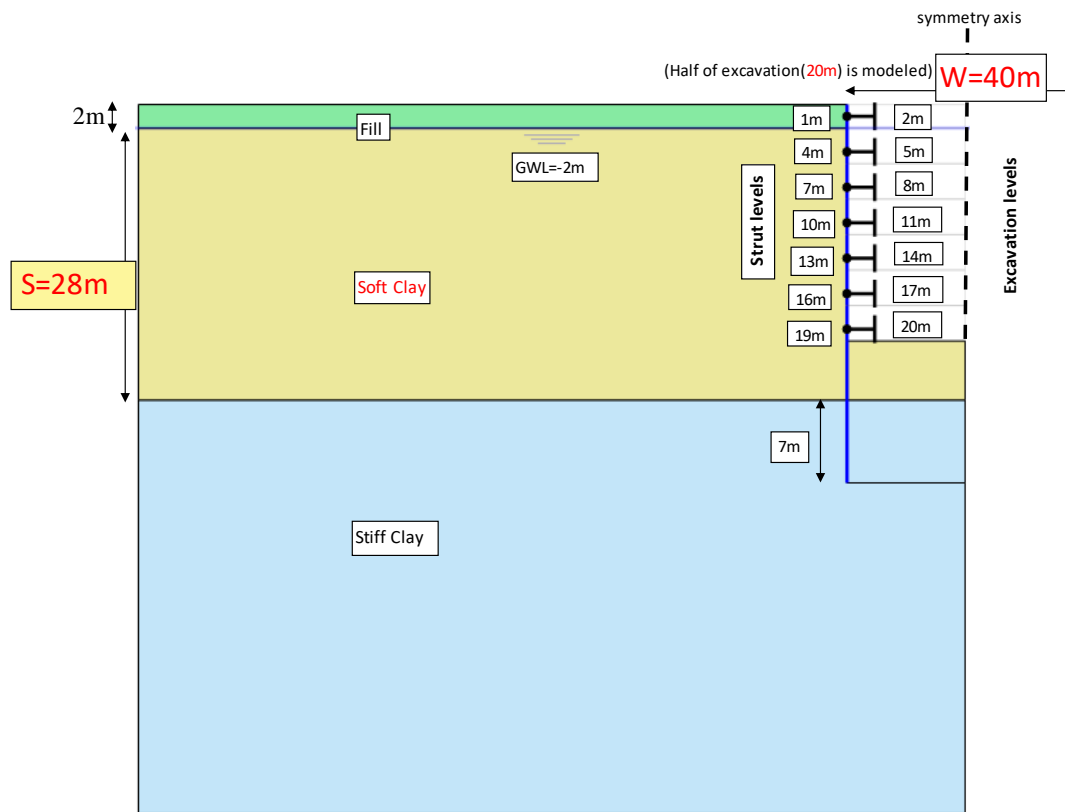 symmetry axis
(Half of excavation(20m) is modeled)
W=40m
2m
Fill
GWL=-2m
1m
2m
4m
5m
7m
8m
10m
11m
13m
14m
16m
17m
19m
20m
Strut levels
Excavation levels
S=28m
Soft Clay
7m
Stiff Clay